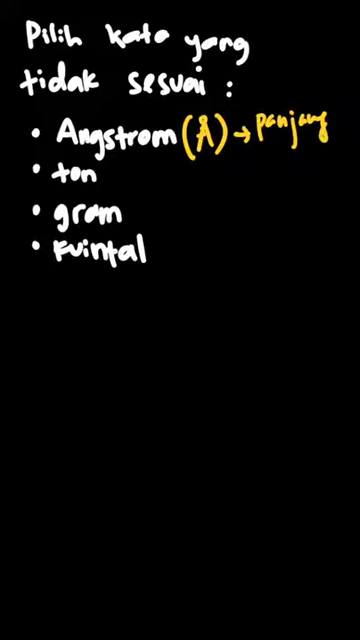 Pilih kata yang
tidak sesuai :
• Angstrom (Å) → panjang
• ton
• gram
• kuintal